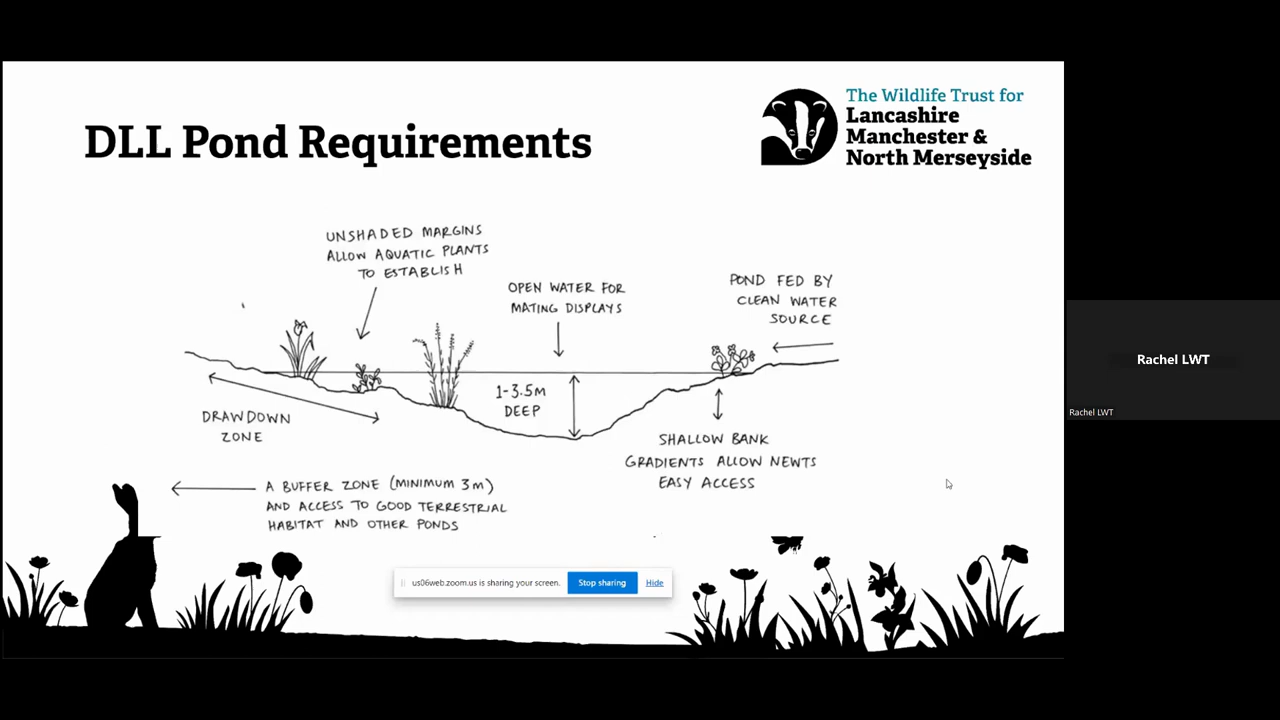 DLL Pond Requirements
The Wildlife Trust for
Lancashire
Manchester &
North Merseyside
UNSHADED MARGINS
ALLOW AQUATIC PLANTS
TO ESTABLISH
OPEN WATER FOR
MATING DISPLAYS
POND FED BY
CLEAN WATER
SOURCE
1-3.5M
DEEP
DRAWDOWN
ZONE
SHALLOW BANK
GRADIENTS ALLOW NEWTS
EASY ACCESS
A BUFFER ZONE (MINIMUM 3M)
AND ACCESS TO GOOD TERRESTRIAL
HABITAT AND OTHER PONDS
us06web.zoom.us is sharing your screen. Stop sharing Hide
Rachel LWT
Rachel LWT